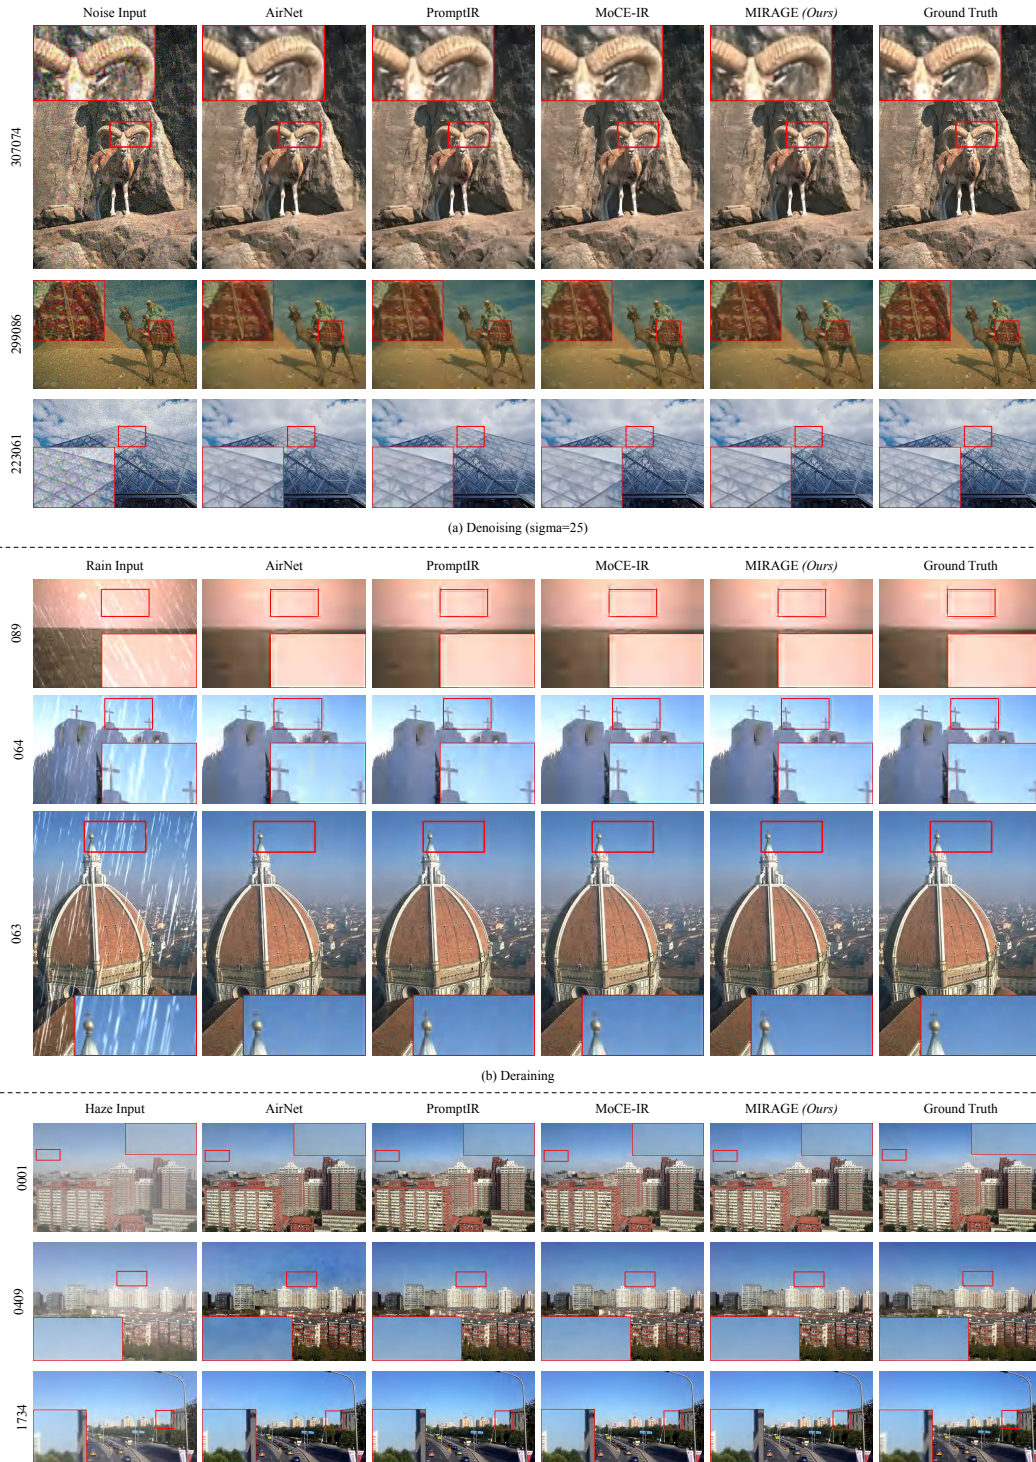 Noise Input AirNet PromptIR MoCE-IR MIRAGE (Ours) Ground Truth
307074
299086
223061
(a) Denoising (sigma=25)
Rain Input AirNet PromptIR MoCE-IR MIRAGE (Ours) Ground Truth
089
064
063
(b) Deraining
Haze Input AirNet PromptIR MoCE-IR MIRAGE (Ours) Ground Truth
0001
0409
1734